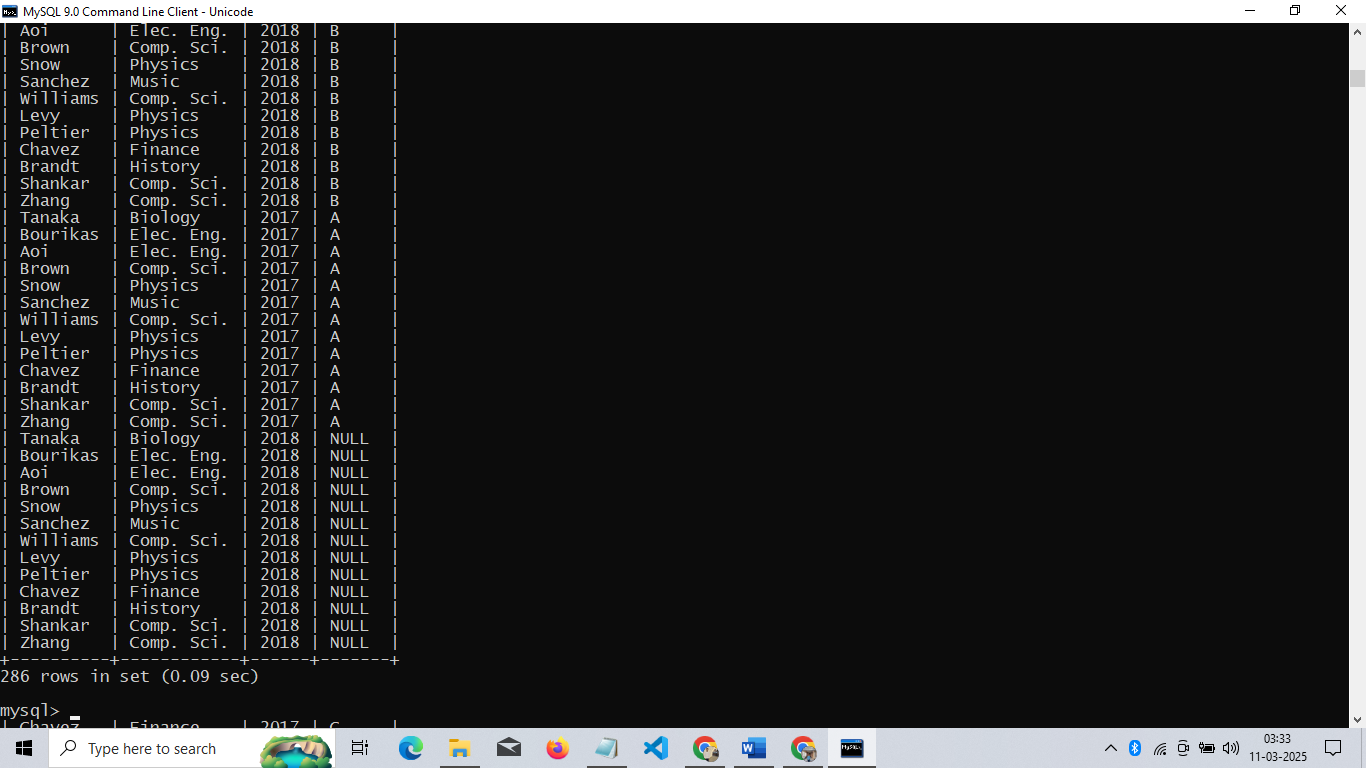 MySQL 9.0 Command Line Client - Unicode
| Aoi      | Elec. Eng. | 2018 | B     |
| Brown    | Comp. Sci. | 2018 | B     |
| Snow     | Physics    | 2018 | B     |
| Sanchez  | Music      | 2018 | B     |
| Williams | Comp. Sci. | 2018 | B     |
| Levy     | Physics    | 2018 | B     |
| Peltier  | Physics    | 2018 | B     |
| Chavez   | Finance    | 2018 | B     |
| Brandt   | History    | 2018 | B     |
| Shankar  | Comp. Sci. | 2018 | B     |
| Zhang    | Comp. Sci. | 2018 | B     |
| Tanaka   | Biology    | 2017 | A     |
| Bourikas | Elec. Eng. | 2017 | A     |
| Aoi      | Elec. Eng. | 2017 | A     |
| Brown    | Comp. Sci. | 2017 | A     |
| Snow     | Physics    | 2017 | A     |
| Sanchez  | Music      | 2017 | A     |
| Williams | Comp. Sci. | 2017 | A     |
| Levy     | Physics    | 2017 | A     |
| Peltier  | Physics    | 2017 | A     |
| Chavez   | Finance    | 2017 | A     |
| Brandt   | History    | 2017 | A     |
| Shankar  | Comp. Sci. | 2017 | A     |
| Zhang    | Comp. Sci. | 2017 | A     |
| Tanaka   | Biology    | 2018 | NULL  |
| Bourikas | Elec. Eng. | 2018 | NULL  |
| Aoi      | Elec. Eng. | 2018 | NULL  |
| Brown    | Comp. Sci. | 2018 | NULL  |
| Snow     | Physics    | 2018 | NULL  |
| Sanchez  | Music      | 2018 | NULL  |
| Williams | Comp. Sci. | 2018 | NULL  |
| Levy     | Physics    | 2018 | NULL  |
| Peltier  | Physics    | 2018 | NULL  |
| Chavez   | Finance    | 2018 | NULL  |
| Brandt   | History    | 2018 | NULL  |
| Shankar  | Comp. Sci. | 2018 | NULL  |
| Zhang    | Comp. Sci. | 2018 | NULL  |
+----------+------------+------+-------+
286 rows in set (0.09 sec)
mysql> _
| Chavez   | Finance    | 2017 | C     |
Type here to search
03:33
11-03-2025